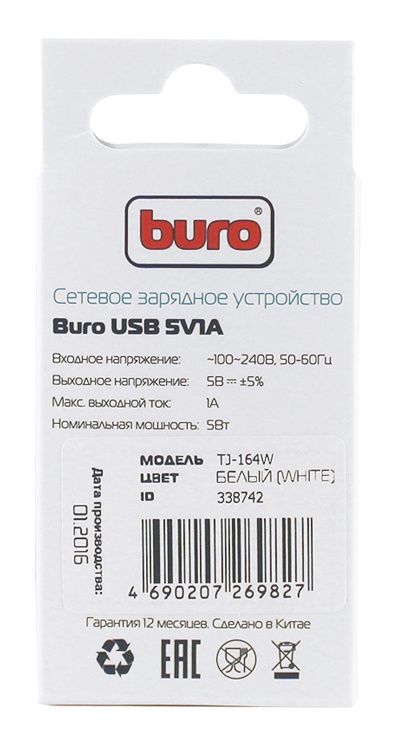 buro®
Сетевое зарядное устройство
Buro USB 5V1A
Входное напряжение: ~100~240В, 50-60Гц
Выходное напряжение: 5В ⎓ ±5%
Макс. выходной ток: 1А
Номинальная мощность: 5Вт
МОДЕЛЬ TJ-164W
ЦВЕТ БЕЛЫЙ (WHITE)
ID 338742
Дата производства:
01.2016
4 690207 269827
Гарантия 12 месяцев. Сделано в Китае
EAC